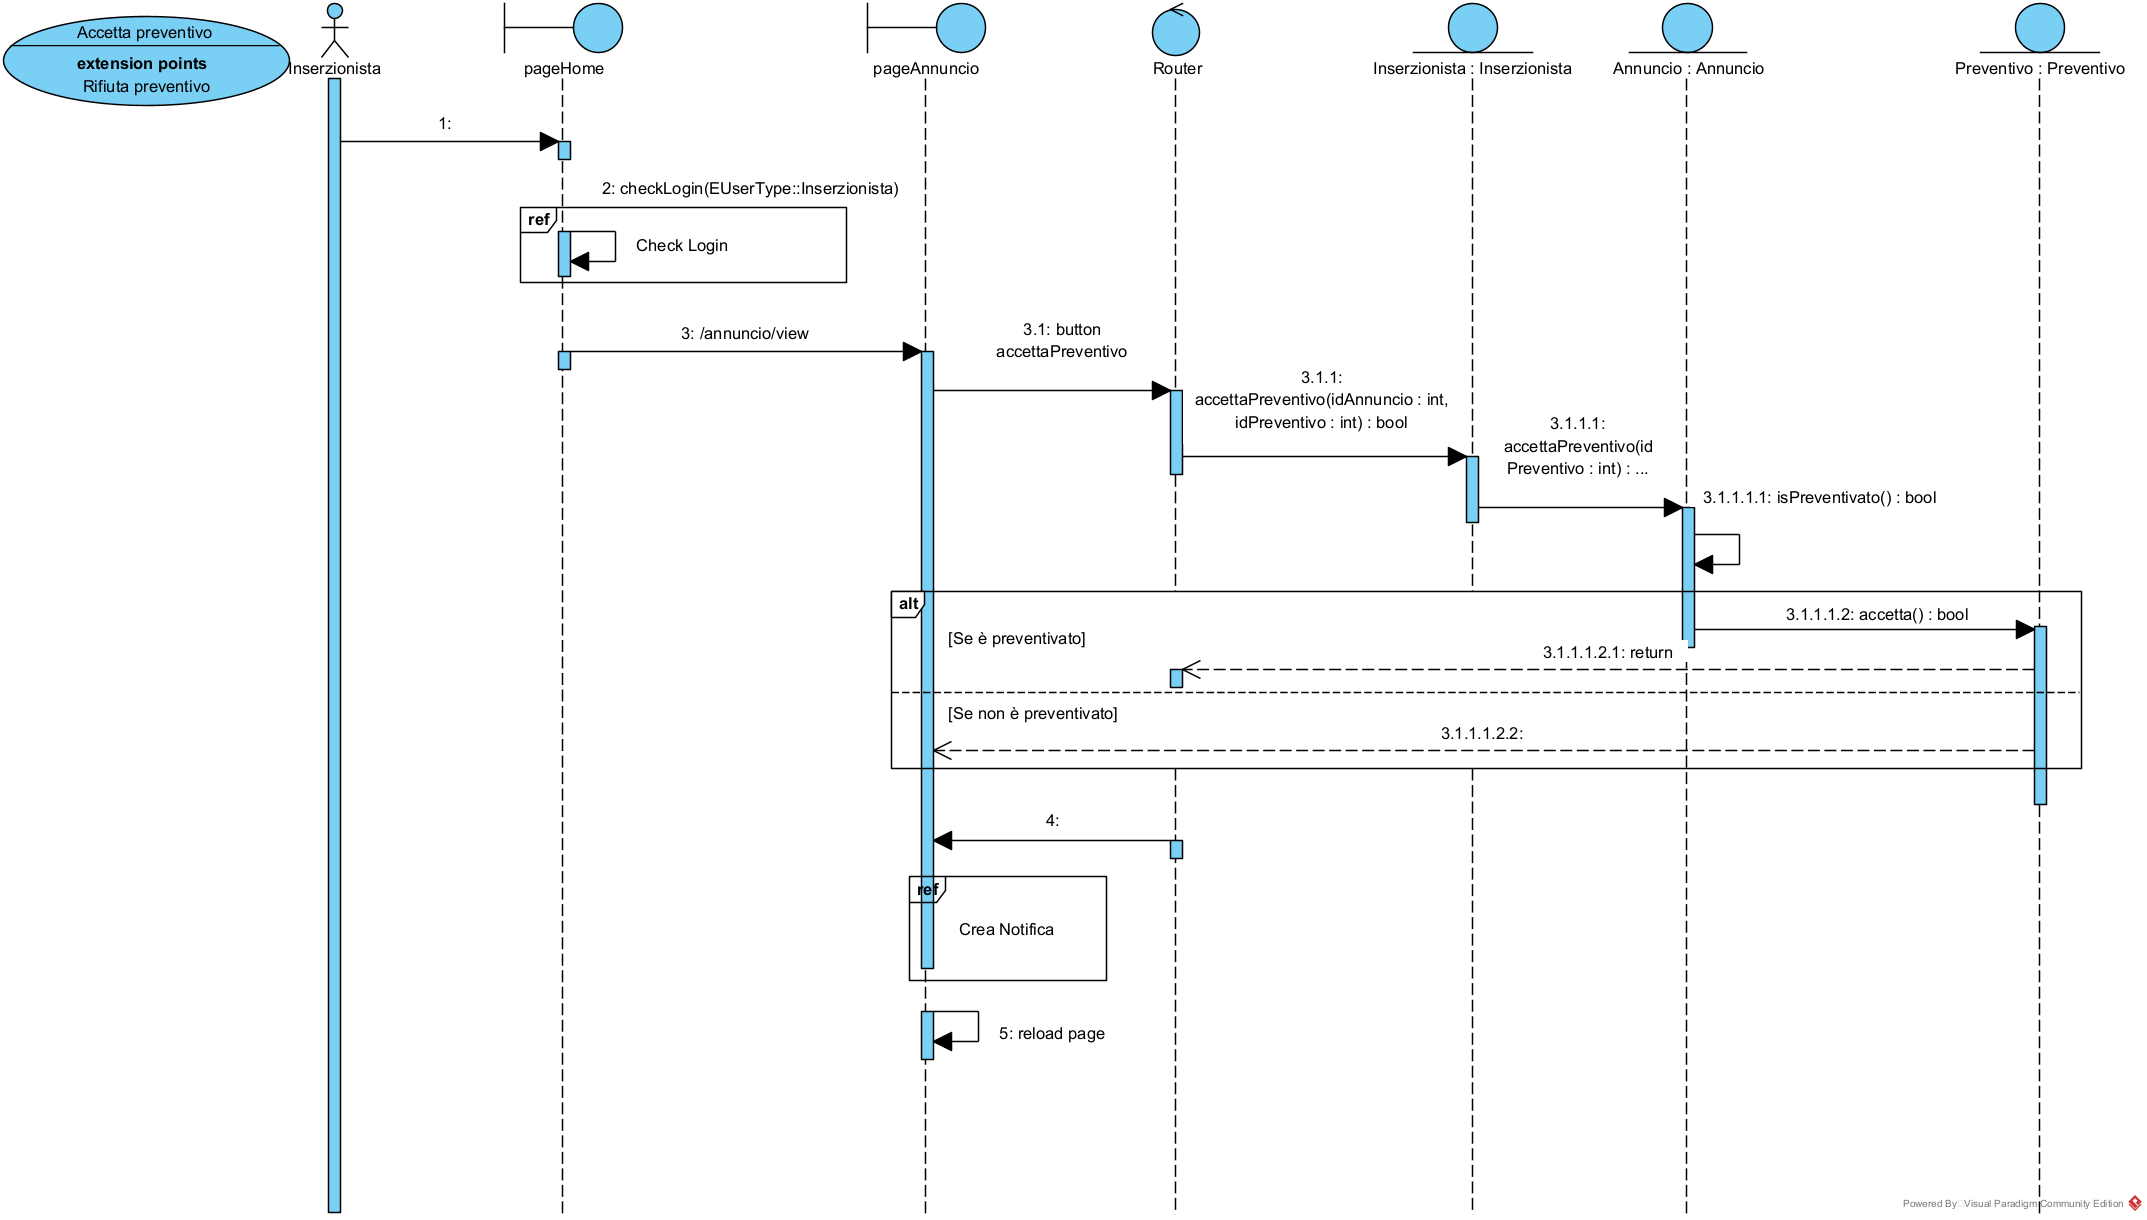 Accetta preventivo
extension points
Rifiuta preventivo
Inserzionista
pageHome
pageAnnuncio
Router
Inserzionista : Inserzionista
Annuncio : Annuncio
Preventivo : Preventivo
1:
2: checkLogin(EUserType::Inserzionista)
ref
Check Login
3: /annuncio/view
3.1: button
accettaPreventivo
3.1.1:
accettaPreventivo(idAnnuncio : int,
idPreventivo : int) : bool
3.1.1.1:
accettaPreventivo(id
Preventivo : int) : ...
3.1.1.1.1: isPreventivato() : bool
alt
3.1.1.1.2: accetta() : bool
[Se è preventivato]
3.1.1.1.2.1: return
[Se non è preventivato]
3.1.1.1.2.2:
4:
ref
Crea Notifica
5: reload page
Powered By Visual Paradigm Community Edition